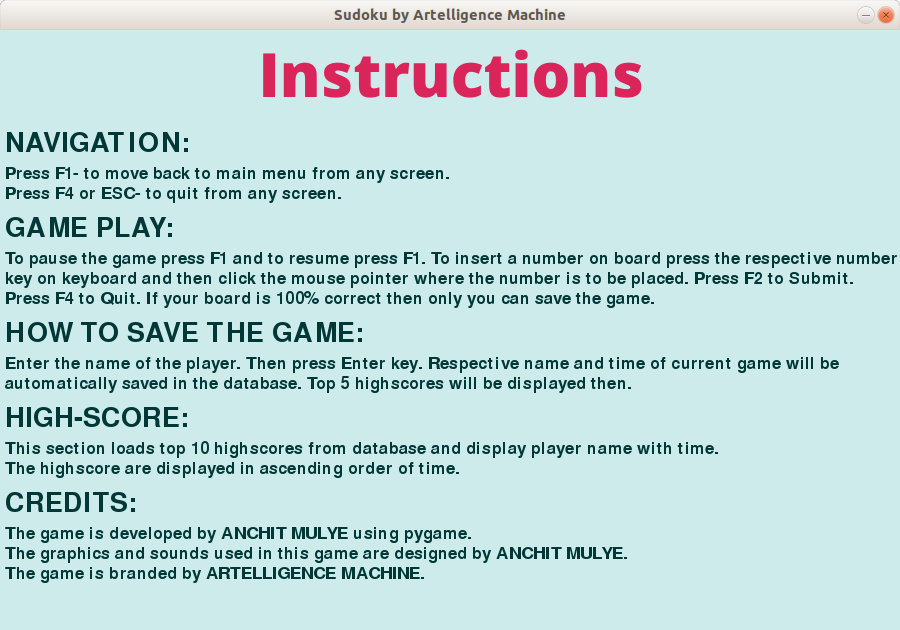 Sudoku by Artelligence Machine
Instructions
NAVIGATION:
Press F1- to move back to main menu from any screen.
Press F4 or ESC- to quit from any screen.
GAME PLAY:
To pause the game press F1 and to resume press F1. To insert a number on board press the respective number
key on keyboard and then click the mouse pointer where the number is to be placed. Press F2 to Submit.
Press F4 to Quit. If your board is 100% correct then only you can save the game.
HOW TO SAVE THE GAME:
Enter the name of the player. Then press Enter key. Respective name and time of current game will be
automatically saved in the database. Top 5 highscores will be displayed then.
HIGH-SCORE:
This section loads top 10 highscores from database and display player name with time.
The highscore are displayed in ascending order of time.
CREDITS:
The game is developed by ANCHIT MULYE using pygame.
The graphics and sounds used in this game are designed by ANCHIT MULYE.
The game is branded by ARTELLIGENCE MACHINE.